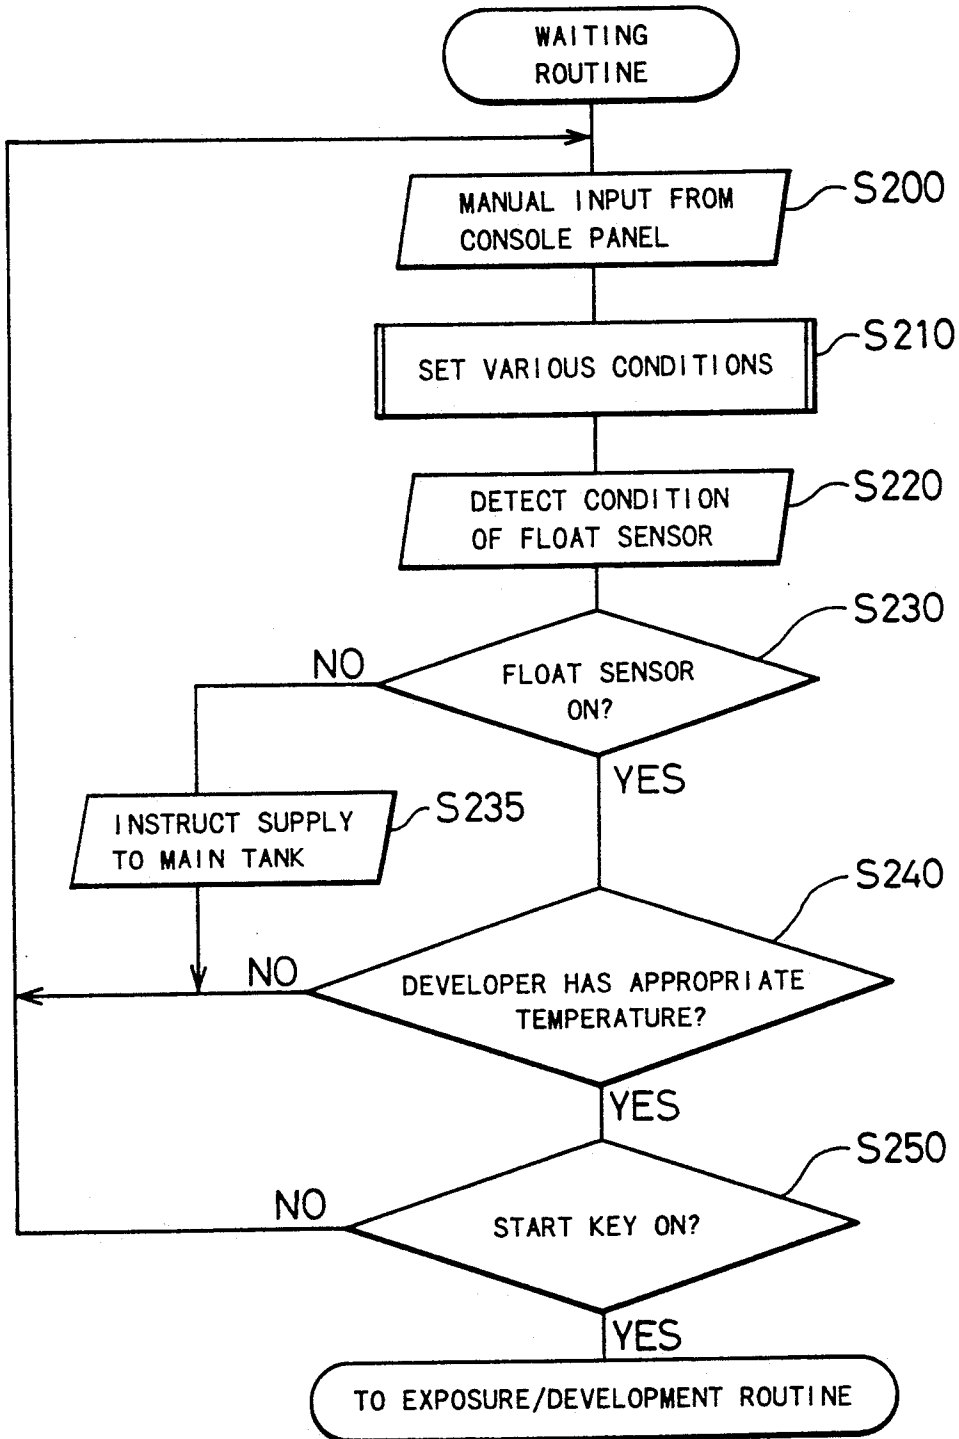 WAITING
ROUTINE
MANUAL INPUT FROM
CONSOLE PANEL
S200
SET VARIOUS CONDITIONS
S210
DETECT CONDITION
OF FLOAT SENSOR
S220
FLOAT SENSOR
ON?
S230
NO
YES
INSTRUCT SUPPLY
TO MAIN TANK
S235
DEVELOPER HAS APPROPRIATE
TEMPERATURE?
S240
NO
YES
START KEY ON?
S250
NO
YES
TO EXPOSURE/DEVELOPMENT ROUTINE